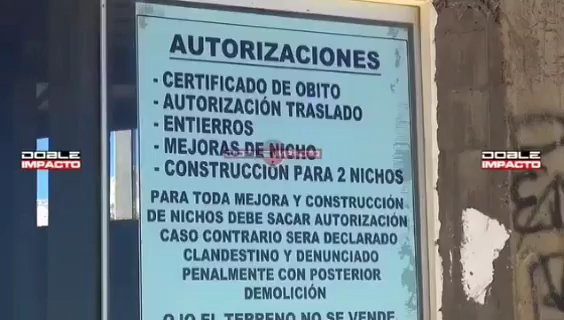 AUTORIZACIONES
- CERTIFICADO DE OBITO
- AUTORIZACIÓN TRASLADO
- ENTIERROS
- MEJORAS DE NICHO
- CONSTRUCCIÓN PARA 2 NICHOS
PARA TODA MEJORA Y CONSTRUCCIÓN
DE NICHOS DEBE SACAR AUTORIZACIÓN
CASO CONTRARIO SERA DECLARADO
CLANDESTINO Y DENUNCIADO
PENALMENTE CON POSTERIOR
DEMOLICIÓN
OJO EL TERRENO NO SE VENDE
DOBLE
IMPACTO
DOBLE
IMPACTO